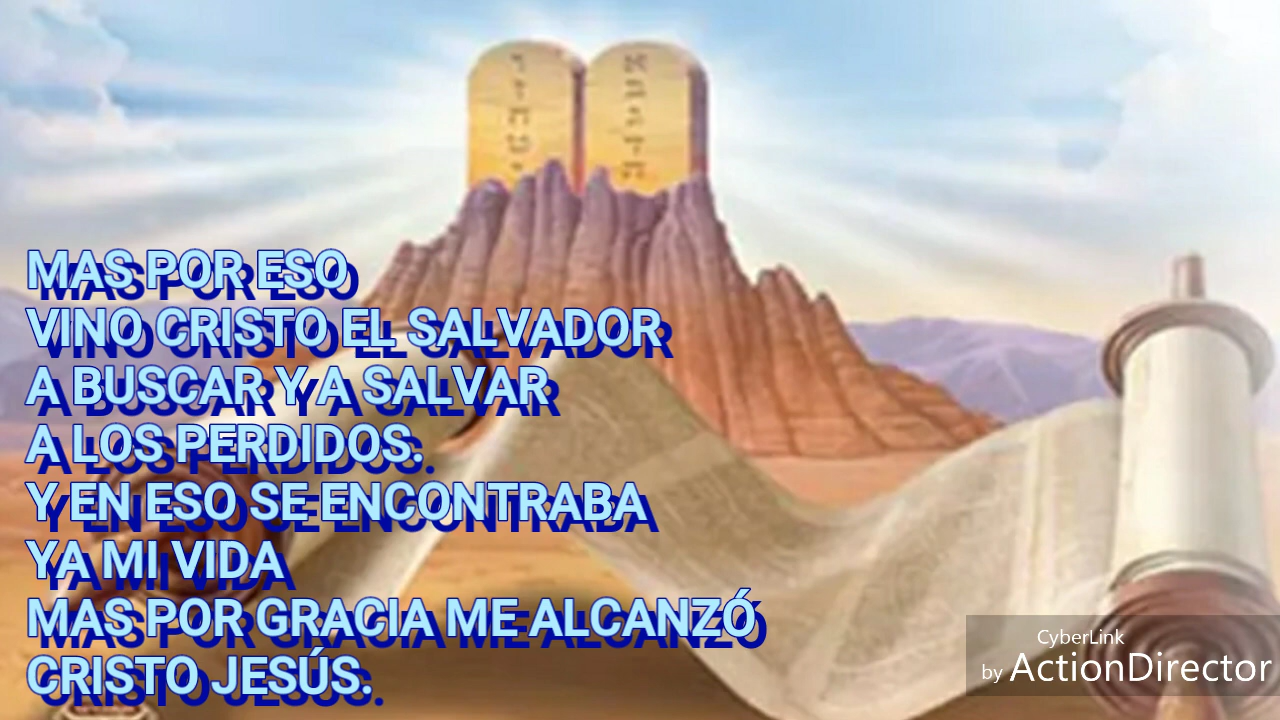 MAS POR ESO
VINO CRISTO EL SALVADOR
A BUSCAR Y A SALVAR
A LOS PERDIDOS.
Y EN ESO SE ENCONTRABA
YA MI VIDA
MAS POR GRACIA ME ALCANZÓ
CRISTO JESÚS.
CyberLink
by ActionDirector